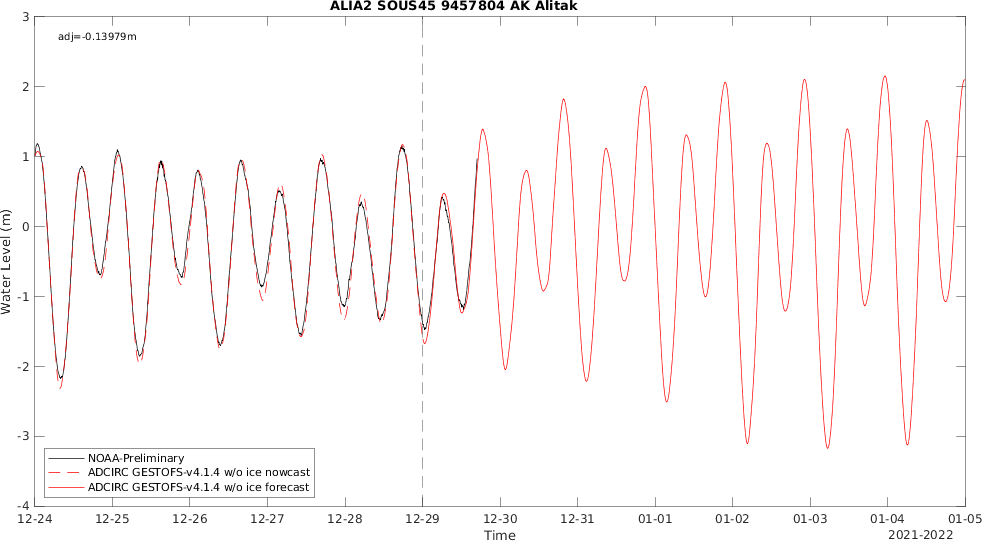 ALIA2 SOUS45 9457804 AK Alitak
adj=-0.13979m
3
2
1
0
-1
-2
-3
-4
Water Level (m)
NOAA-Preliminary
ADCIRC GESTOFS-v4.1.4 w/o ice nowcast
ADCIRC GESTOFS-v4.1.4 w/o ice forecast
12-24 12-25 12-26 12-27 12-28 12-29 12-30 12-31 01-01 01-02 01-03 01-04 01-05
Time
2021-2022